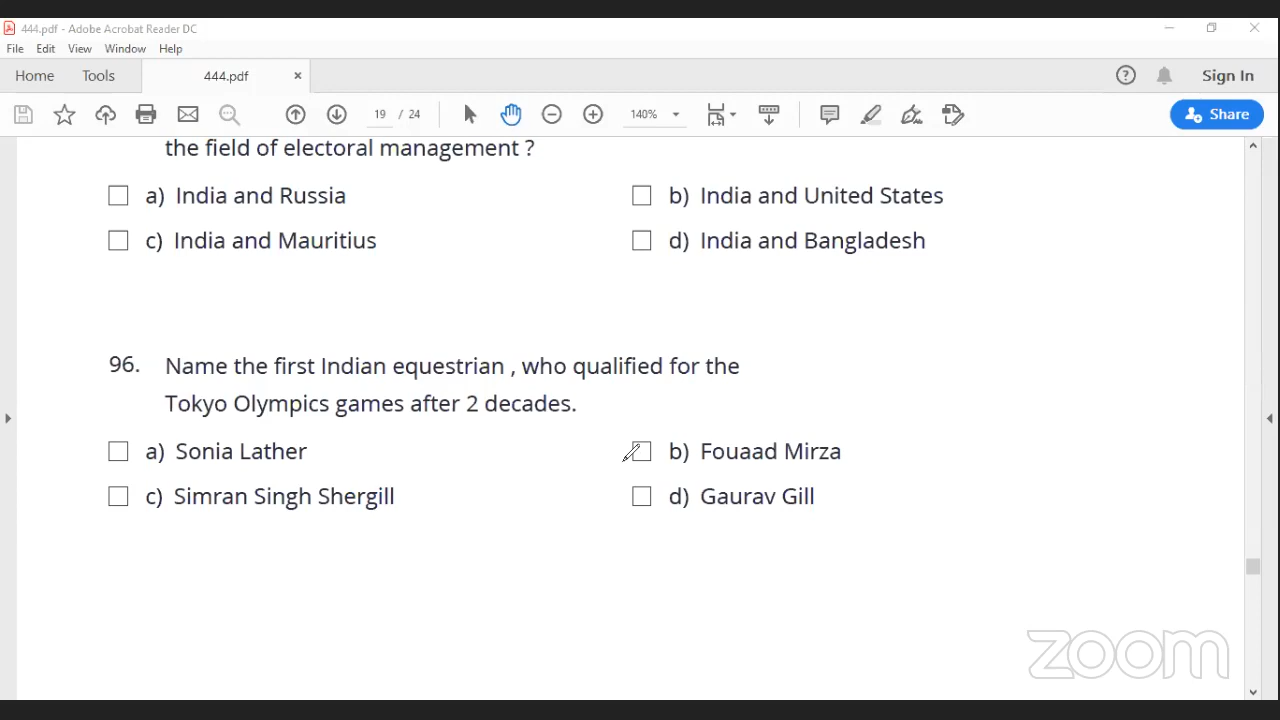 444.pdf - Adobe Acrobat Reader DC
File Edit View Window Help
Home Tools 444.pdf × ? Sign In
19 / 24 140% Share
the field of electoral management ?
a) India and Russia b) India and United States
c) India and Mauritius d) India and Bangladesh
96. Name the first Indian equestrian , who qualified for the
Tokyo Olympics games after 2 decades.
a) Sonia Lather b) Fouaad Mirza
c) Simran Singh Shergill d) Gaurav Gill
zoom